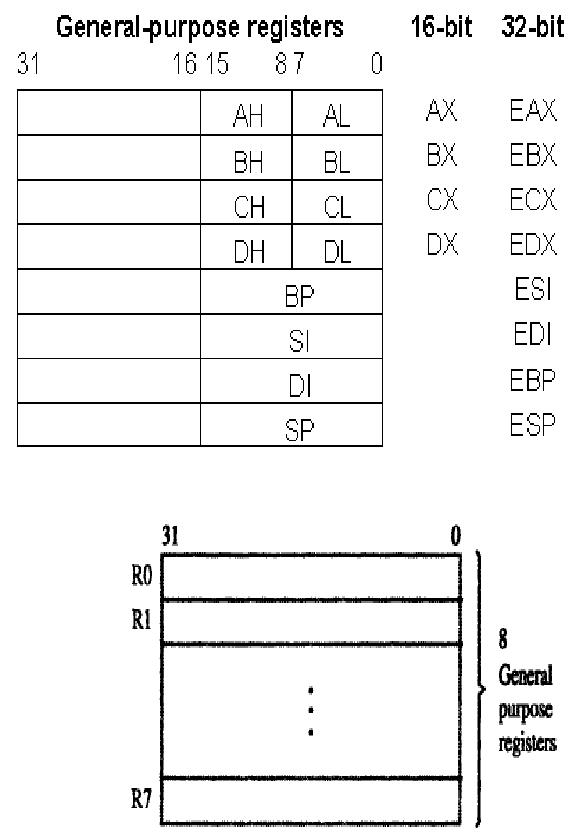 General-purpose registers 16-bit 32-bit
31 16 15 8 7 0
AH AL AX EAX
BH BL BX EBX
CH CL CX ECX
DH DL DX EDX
BP ESI
SI EDI
DI EBP
SP ESP
31 0
R0
R1
8
General
purpose
registers
R7